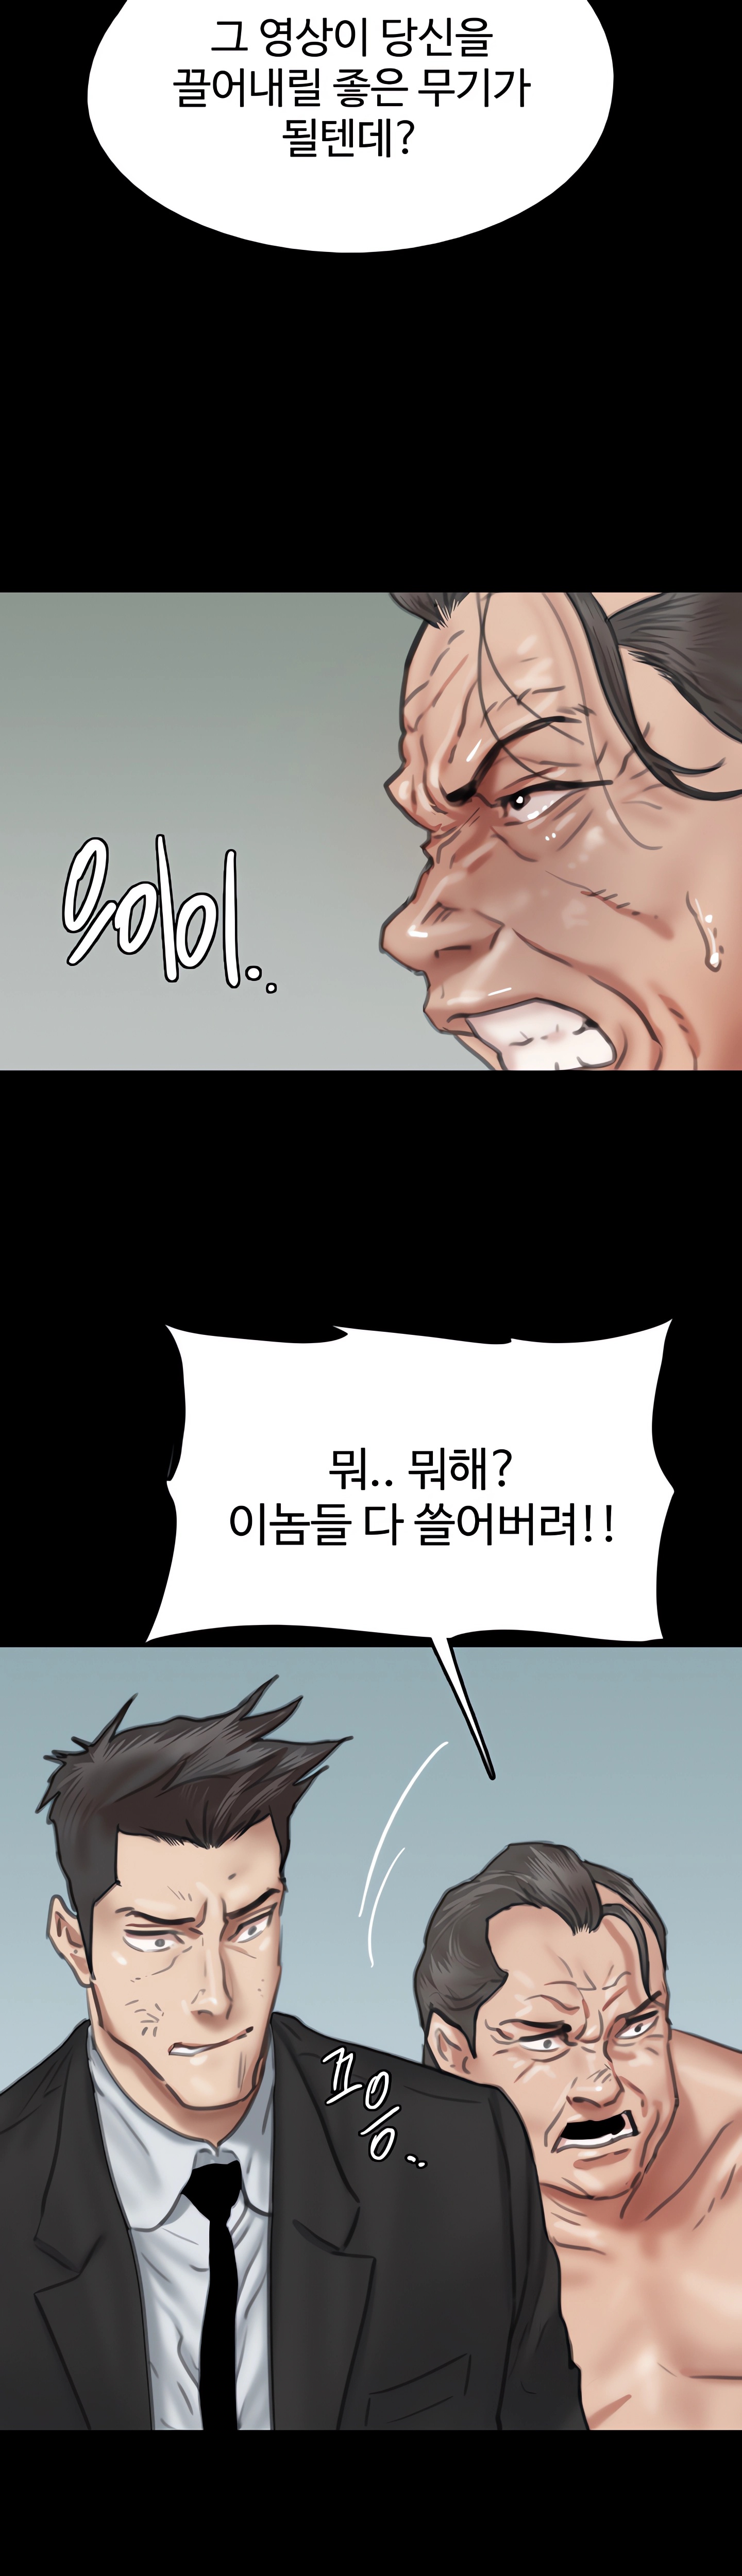 그 영상이 당신을
끌어내릴 좋은 무기가
될텐데?
으이이..
뭐.. 뭐해?
이놈들 다 쓸어버려!!
끄응..